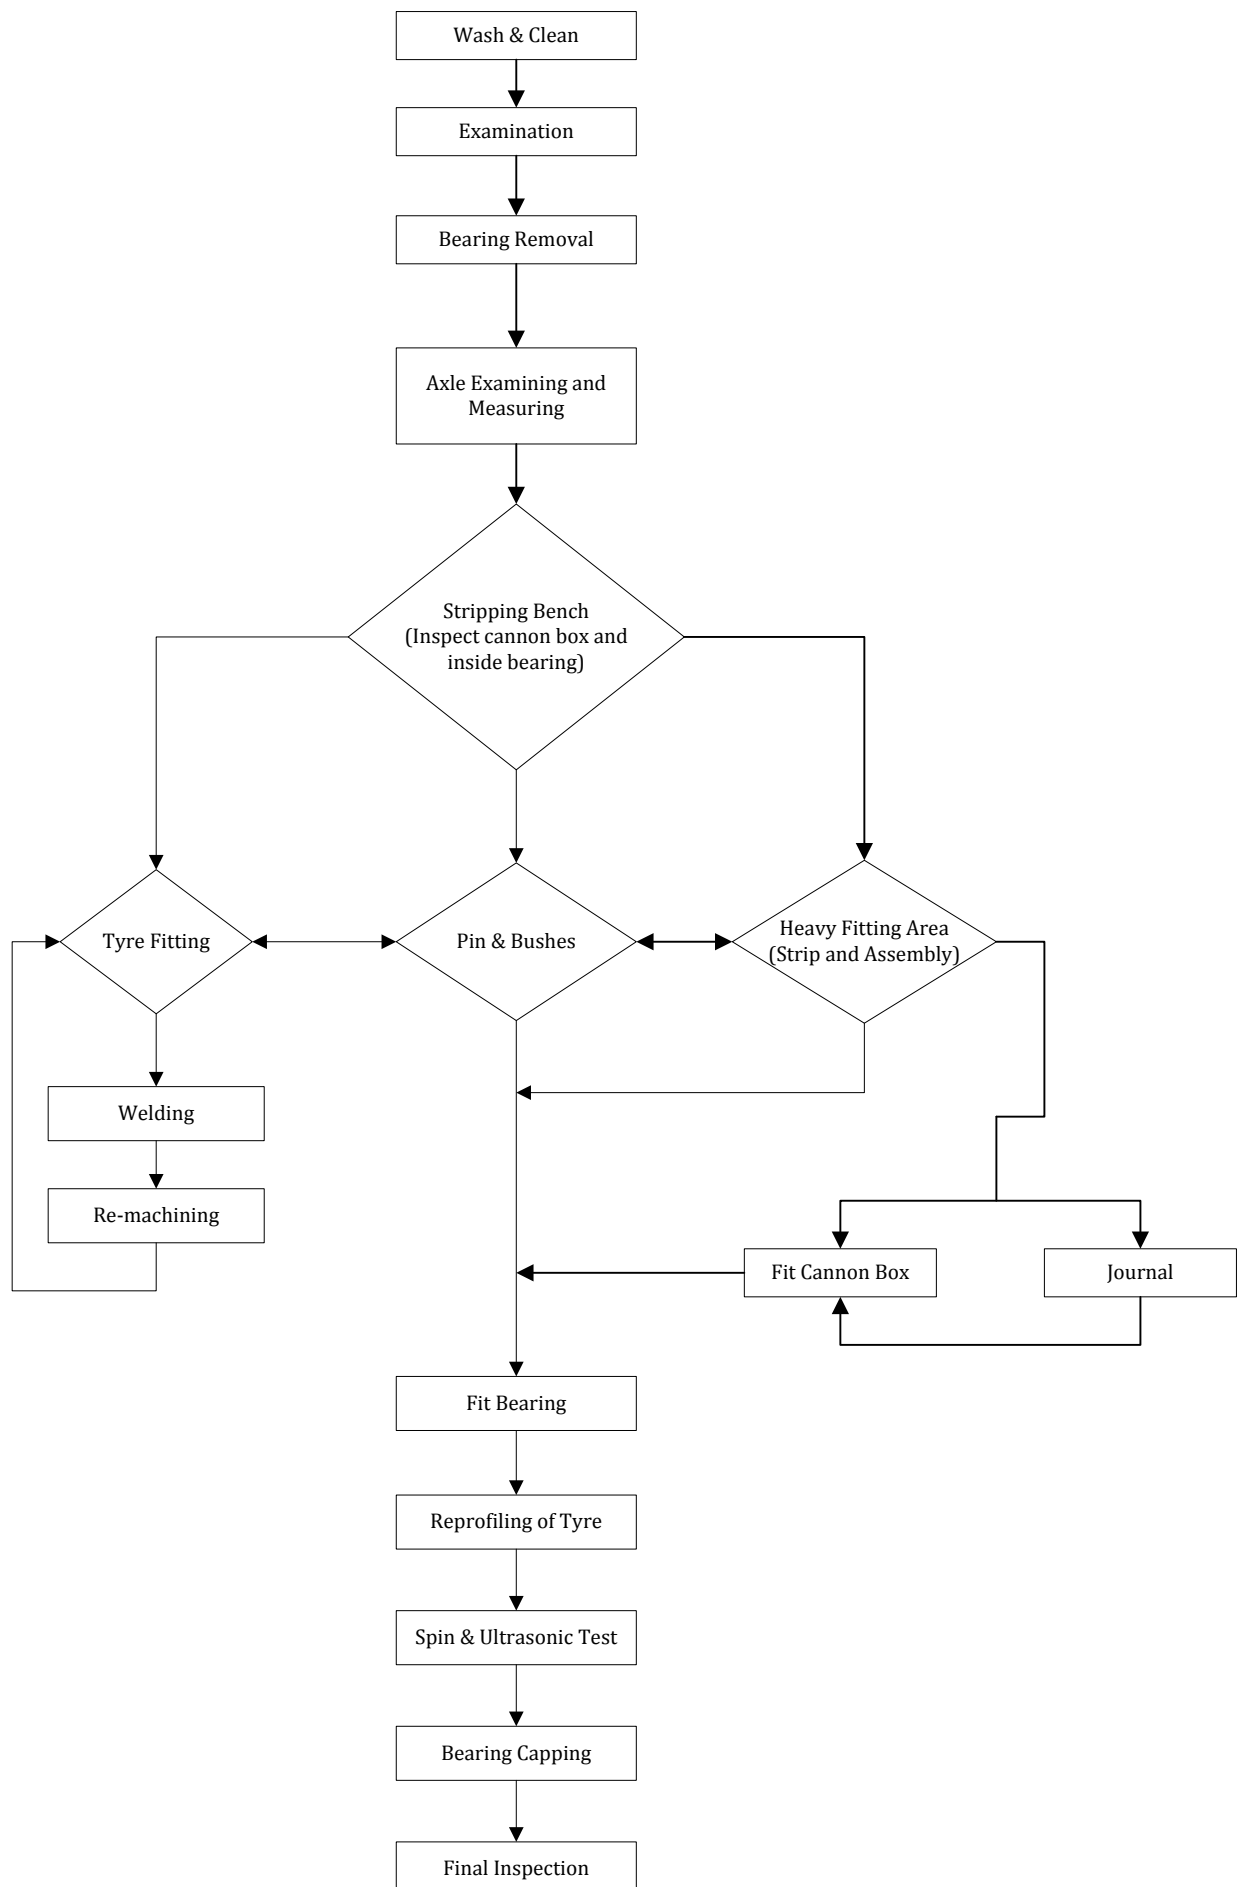 Wash & Clean
Examination
Bearing Removal
Axle Examining and
Measuring
Stripping Bench
(Inspect cannon box and
inside bearing)
Tyre Fitting
Pin & Bushes
Heavy Fitting Area
(Strip and Assembly)
Welding
Re-machining
Fit Cannon Box
Journal
Fit Bearing
Reprofiling of Tyre
Spin & Ultrasonic Test
Bearing Capping
Final Inspection